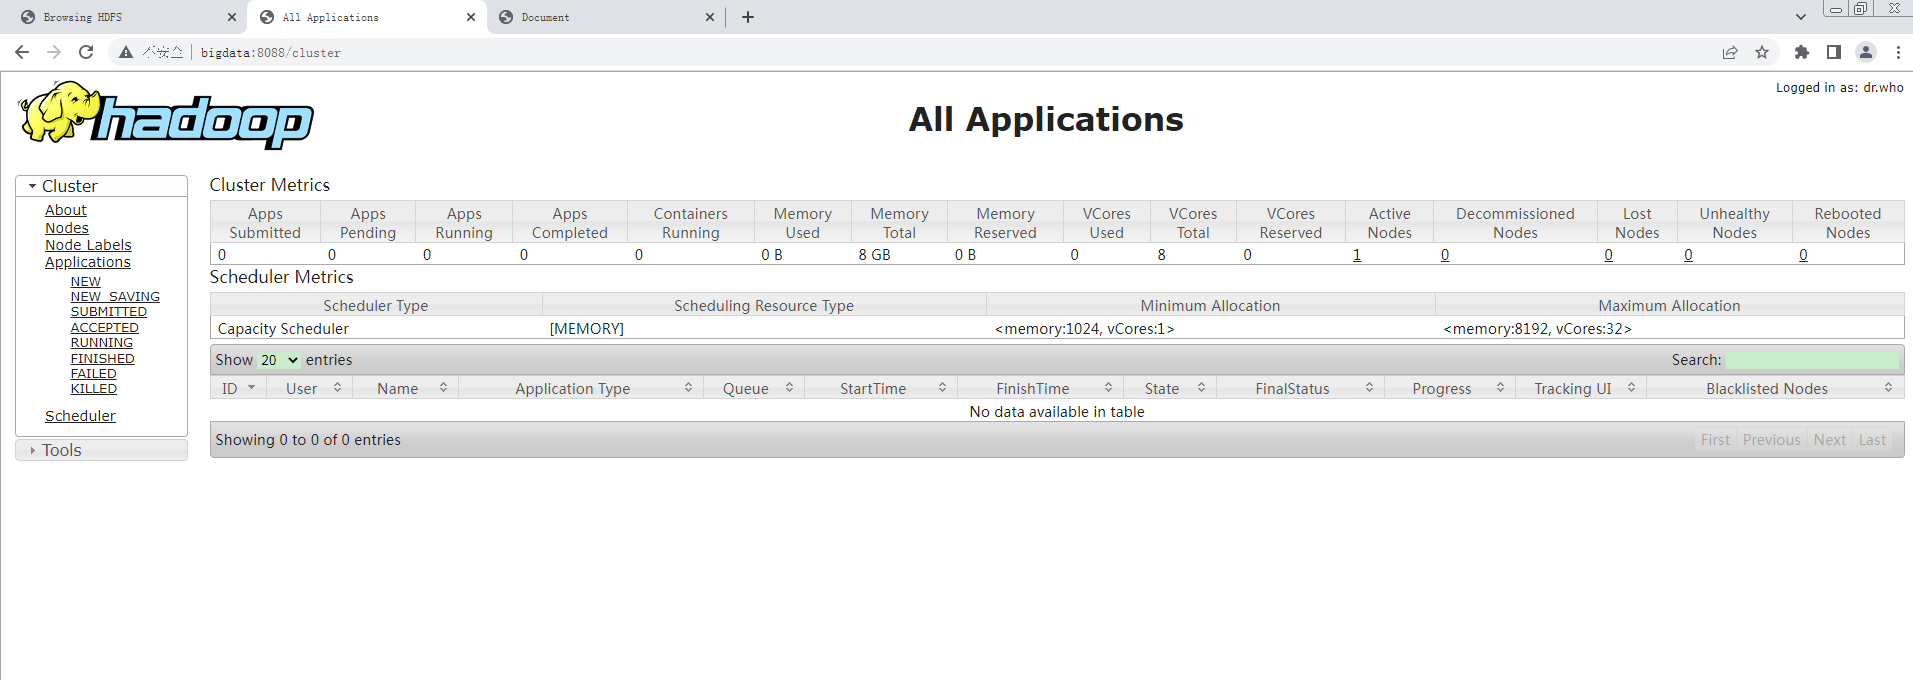 Browsing HDFS
All Applications
Document
bigdata:8088/cluster
Logged in as: dr.who
hadoop
All Applications
Cluster
About
Nodes
Node Labels
Applications
NEW
NEW_SAVING
SUBMITTED
ACCEPTED
RUNNING
FINISHED
FAILED
KILLED
Scheduler
Tools
Cluster Metrics
Apps Submitted Apps Pending Apps Running Apps Completed Containers Running Memory Used Memory Total Memory Reserved VCores Used VCores Total VCores Reserved Active Nodes Decommissioned Nodes Lost Nodes Unhealthy Nodes Rebooted Nodes
0 0 0 0 0 0 B 8 GB 0 B 0 8 0 1 0 0 0 0
Scheduler Metrics
Scheduler Type Scheduling Resource Type Minimum Allocation Maximum Allocation
Capacity Scheduler [MEMORY] <memory:1024, vCores:1> <memory:8192, vCores:32>
Show 20 entries Search:
ID User Name Application Type Queue StartTime FinishTime State FinalStatus Progress Tracking UI Blacklisted Nodes
No data available in table
Showing 0 to 0 of 0 entries First Previous Next Last